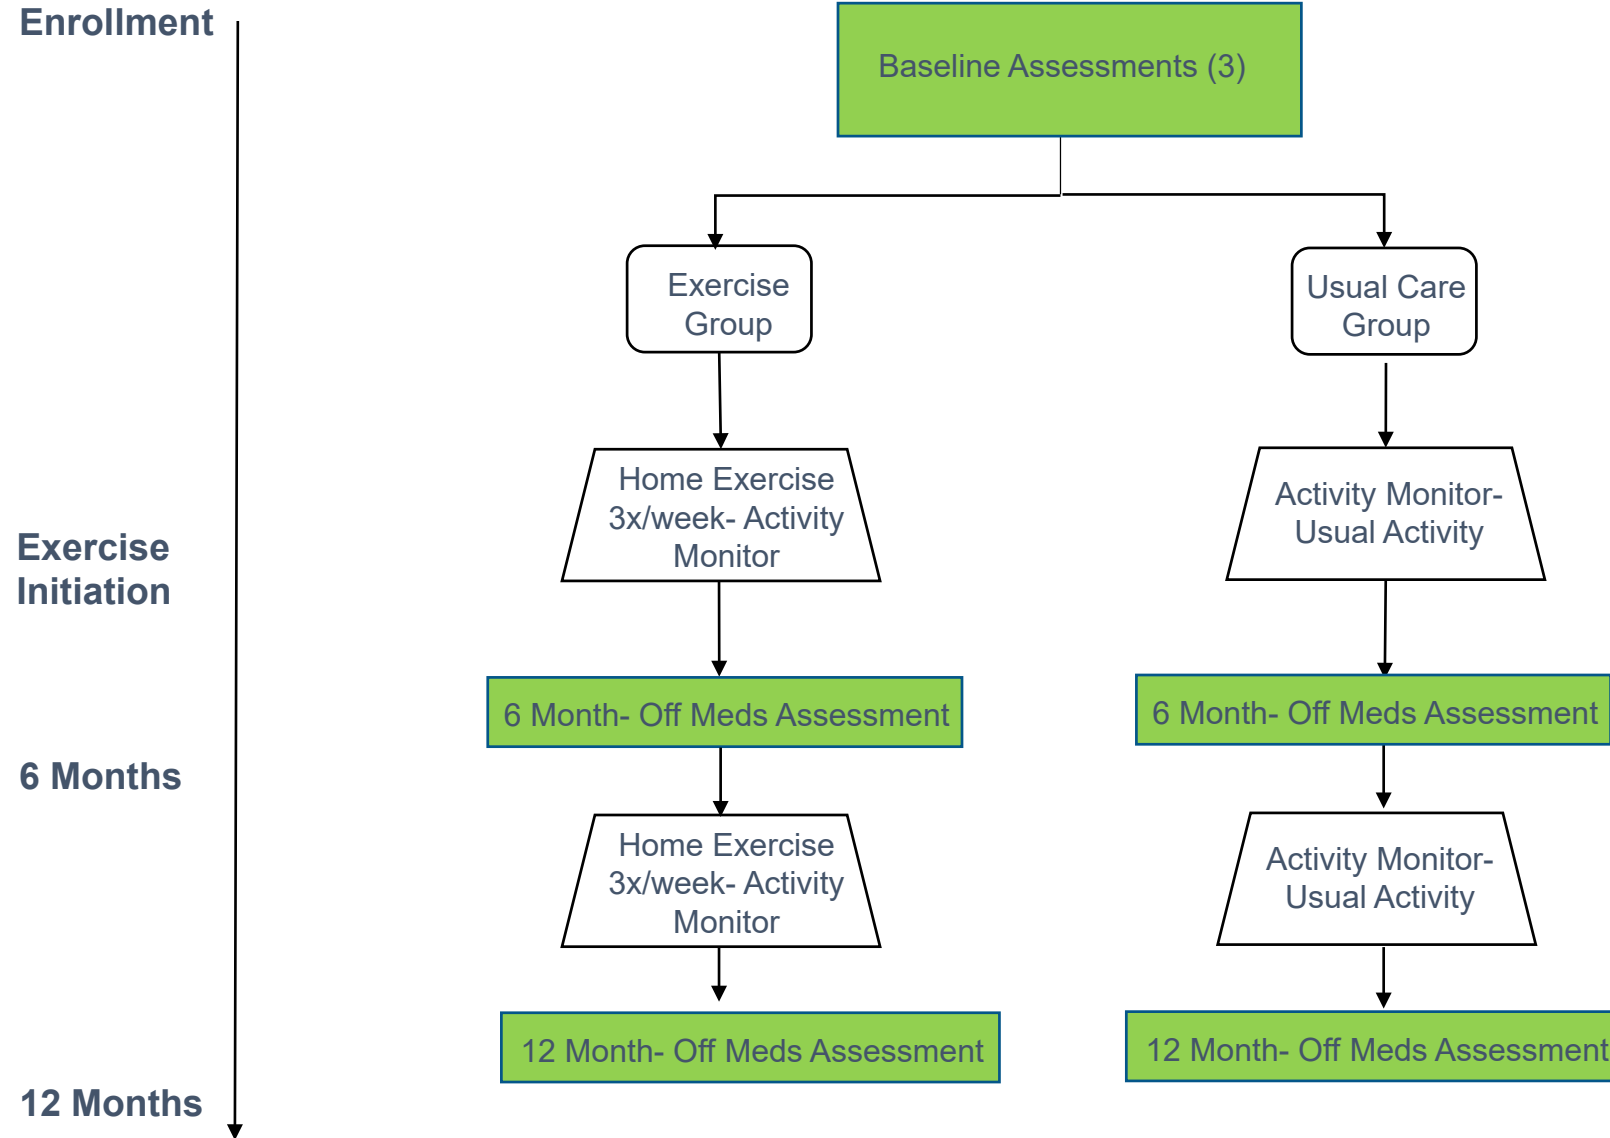 Enrollment
Baseline Assessments (3)
Exercise
Group
Usual Care
Group
Home Exercise
3x/week- Activity
Monitor
Activity Monitor-
Usual Activity
Exercise
Initiation
6 Month- Off Meds Assessment
6 Month- Off Meds Assessment
6 Months
Home Exercise
3x/week- Activity
Monitor
Activity Monitor-
Usual Activity
12 Month- Off Meds Assessment
12 Month- Off Meds Assessment
12 Months